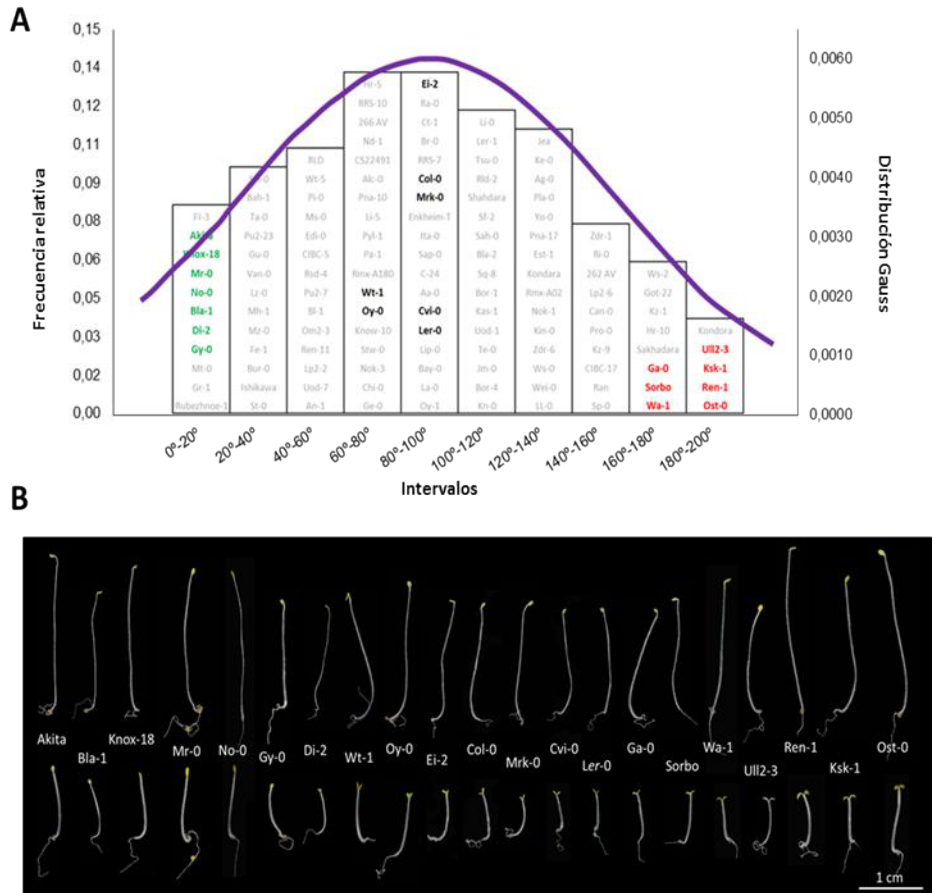 A
Frecuencia relativa
0,15
0,14
0,12
0,11
0,09
0,08
0,06
0,05
0,03
0,02
0,00
Akita
Knox-18
Mr-0
No-0
Bla-1
Di-2
Gy-0
Mt-0
Gr-1
Rubezhnoe-1
Bah-1
Ta-0
Pu2-23
Gu-0
Van-0
Lz-0
Mh-1
Mz-0
Fe-1
Bur-0
Ishikawa
St-0
RLD
Wt-5
Pi-0
Ms-0
Edi-0
CIBC-5
Rsd-4
Pu2-7
Bl-1
Om2-3
Ren-11
Lp2-2
Uod-7
An-1
Hr-5
RRS-10
266 AV
Nd-1
CS22491
Alc-0
Pna-10
Li-5
Pyl-1
Pa-1
Rmx-A180
Wt-1
Oy-0
Know-10
Stw-0
Nok-3
Chi-0
Ge-0
Ei-2
Ra-0
Ct-1
Br-0
RRS-7
Col-0
Mrk-0
Enkheim-T
Ita-0
Sap-0
C-24
Aa-0
Cvi-0
Ler-0
Lip-0
Bay-0
La-0
Oy-1
Li-0
Ler-1
Tsu-0
Rld-2
Shahdara
Sf-2
Sah-0
Bla-2
Sq-8
Bor-1
Kas-1
Uod-1
Te-0
Jm-0
Bor-4
Kn-0
Jea
Ke-0
Ag-0
Pla-0
Yo-0
Pna-17
Est-1
Kondara
Rmx-A02
Nok-1
Kin-0
Zdr-6
Ws-0
Wei-0
LL-0
Zdr-1
Ri-0
262 AV
Lp2-6
Can-0
Pro-0
Kz-9
CIBC-17
Ran
Sp-0
Ws-2
Got-22
Kz-1
Hr-10
Sakhadara
Ga-0
Sorbo
Wa-1
Kondora
Ull2-3
Ksk-1
Ren-1
Ost-0
0,0060
0,0050
0,0040
0,0030
0,0020
0,0010
0,0000
Distribución Gauss
0º-20º
20º-40º
40º-60º
60º-80º
80º-100º
100º-120º
120º-140º
140º-160º
160º-180º
180º-200º
Intervalos
B
Akita
Bla-1
Knox-18
Mr-0
No-0
Gy-0
Di-2
Wt-1
Oy-0
Ei-2
Col-0
Mrk-0
Cvi-0
Ler-0
Ga-0
Sorbo
Wa-1
Ull2-3
Ren-1
Ksk-1
Ost-0
1 cm